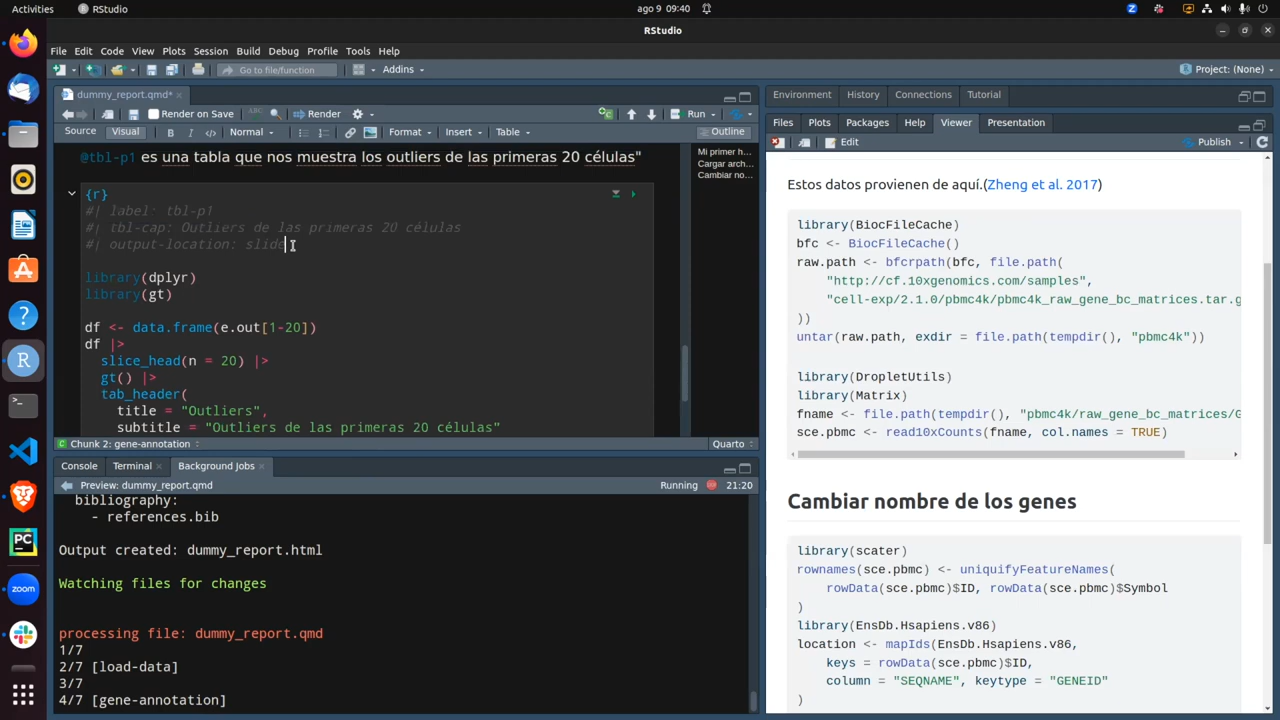 Activities
RStudio
ago 9 09:40
RStudio
File Edit Code View Plots Session Build Debug Profile Tools Help
Go to file/function
Addins
Project: (None)
dummy_report.qmd*
Render on Save
Render
Run
Source Visual
B I </> Normal Format Insert Table Outline
@tbl-p1 es una tabla que nos muestra los outliers de las primeras 20 células"
Mi primer h...
Cargar arch...
Cambiar no...
{r}
#| label: tbl-p1
#| tbl-cap: Outliers de las primeras 20 células
#| output-location: slide
library(dplyr)
library(gt)
df <- data.frame(e.out[1-20])
df |>
slice_head(n = 20) |>
gt() |>
tab_header(
title = "Outliers",
subtitle = "Outliers de las primeras 20 células"
Chunk 2: gene-annotation
Quarto
Console Terminal Background Jobs
Preview: dummy_report.qmd
Running 21:20
bibliography:
- references.bib
Output created: dummy_report.html
Watching files for changes
processing file: dummy_report.qmd
1/7
2/7 [load-data]
3/7
4/7 [gene-annotation]
Environment History Connections Tutorial
Files Plots Packages Help Viewer Presentation
Edit
Publish
Estos datos provienen de aquí.(Zheng et al. 2017)
library(BiocFileCache)
bfc <- BiocFileCache()
raw.path <- bfcrpath(bfc, file.path(
"http://cf.10xgenomics.com/samples",
"cell-exp/2.1.0/pbmc4k/pbmc4k_raw_gene_bc_matrices.tar.g
))
untar(raw.path, exdir = file.path(tempdir(), "pbmc4k"))
library(DropletUtils)
library(Matrix)
fname <- file.path(tempdir(), "pbmc4k/raw_gene_bc_matrices/G
sce.pbmc <- read10xCounts(fname, col.names = TRUE)
Cambiar nombre de los genes
library(scater)
rownames(sce.pbmc) <- uniquifyFeatureNames(
rowData(sce.pbmc)$ID, rowData(sce.pbmc)$Symbol
)
library(EnsDb.Hsapiens.v86)
location <- mapIds(EnsDb.Hsapiens.v86,
keys = rowData(sce.pbmc)$ID,
column = "SEQNAME", keytype = "GENEID"
)